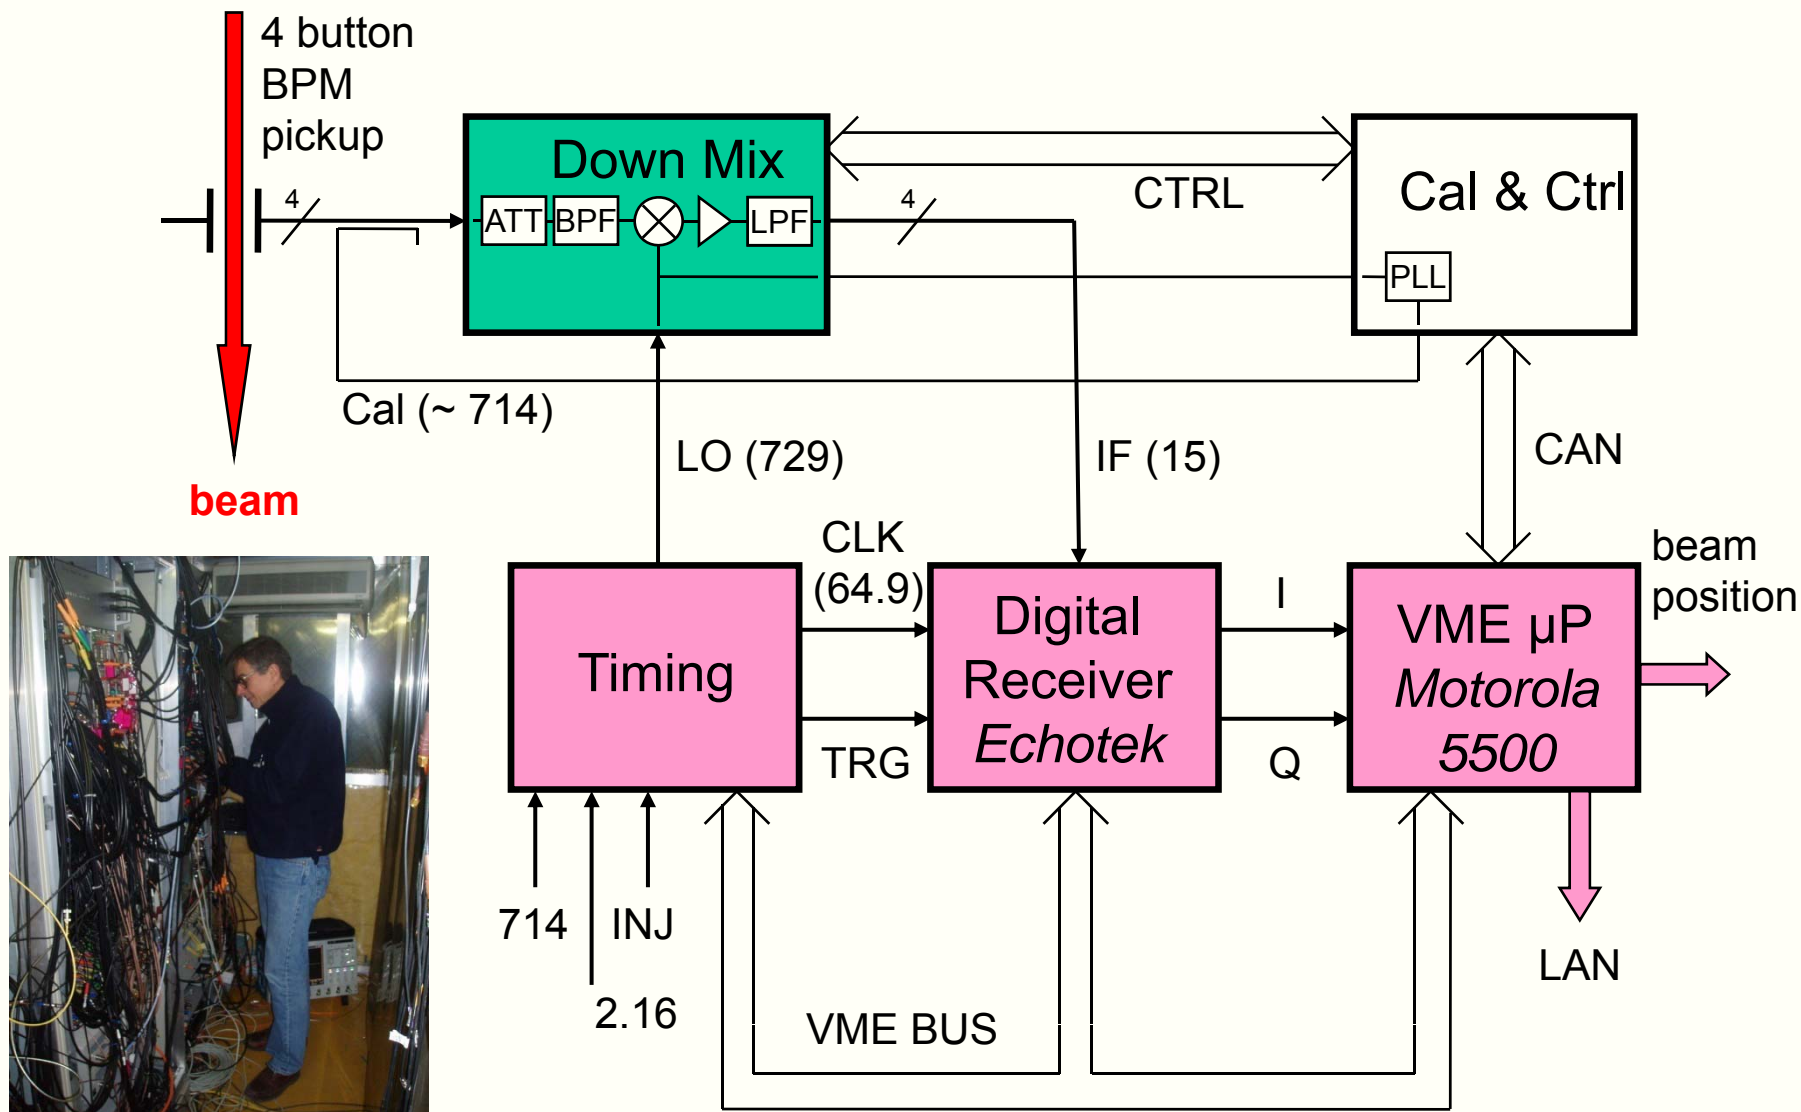 4 button
BPM
pickup
4
Down Mix
ATT
BPF
LPF
4
CTRL
Cal & Ctrl
PLL
Cal (~ 714)
LO (729)
IF (15)
CAN
beam
CLK
(64.9)
Timing
TRG
Digital
Receiver
Echotek
I
Q
VME µP
Motorola
5500
beam
position
714
INJ
2.16
VME BUS
LAN